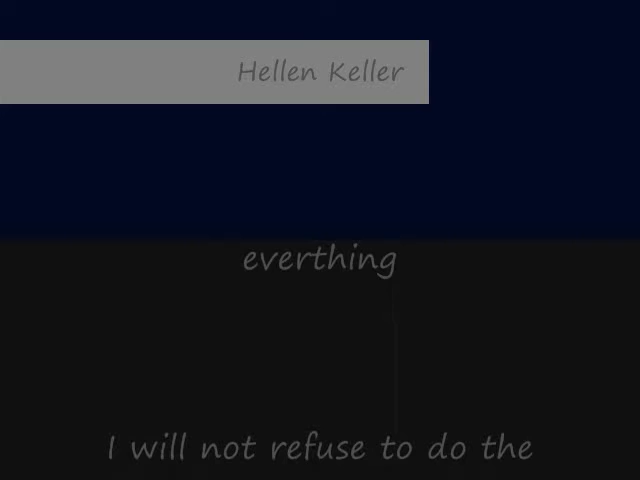 Hellen Keller
everthing
I will not refuse to do the